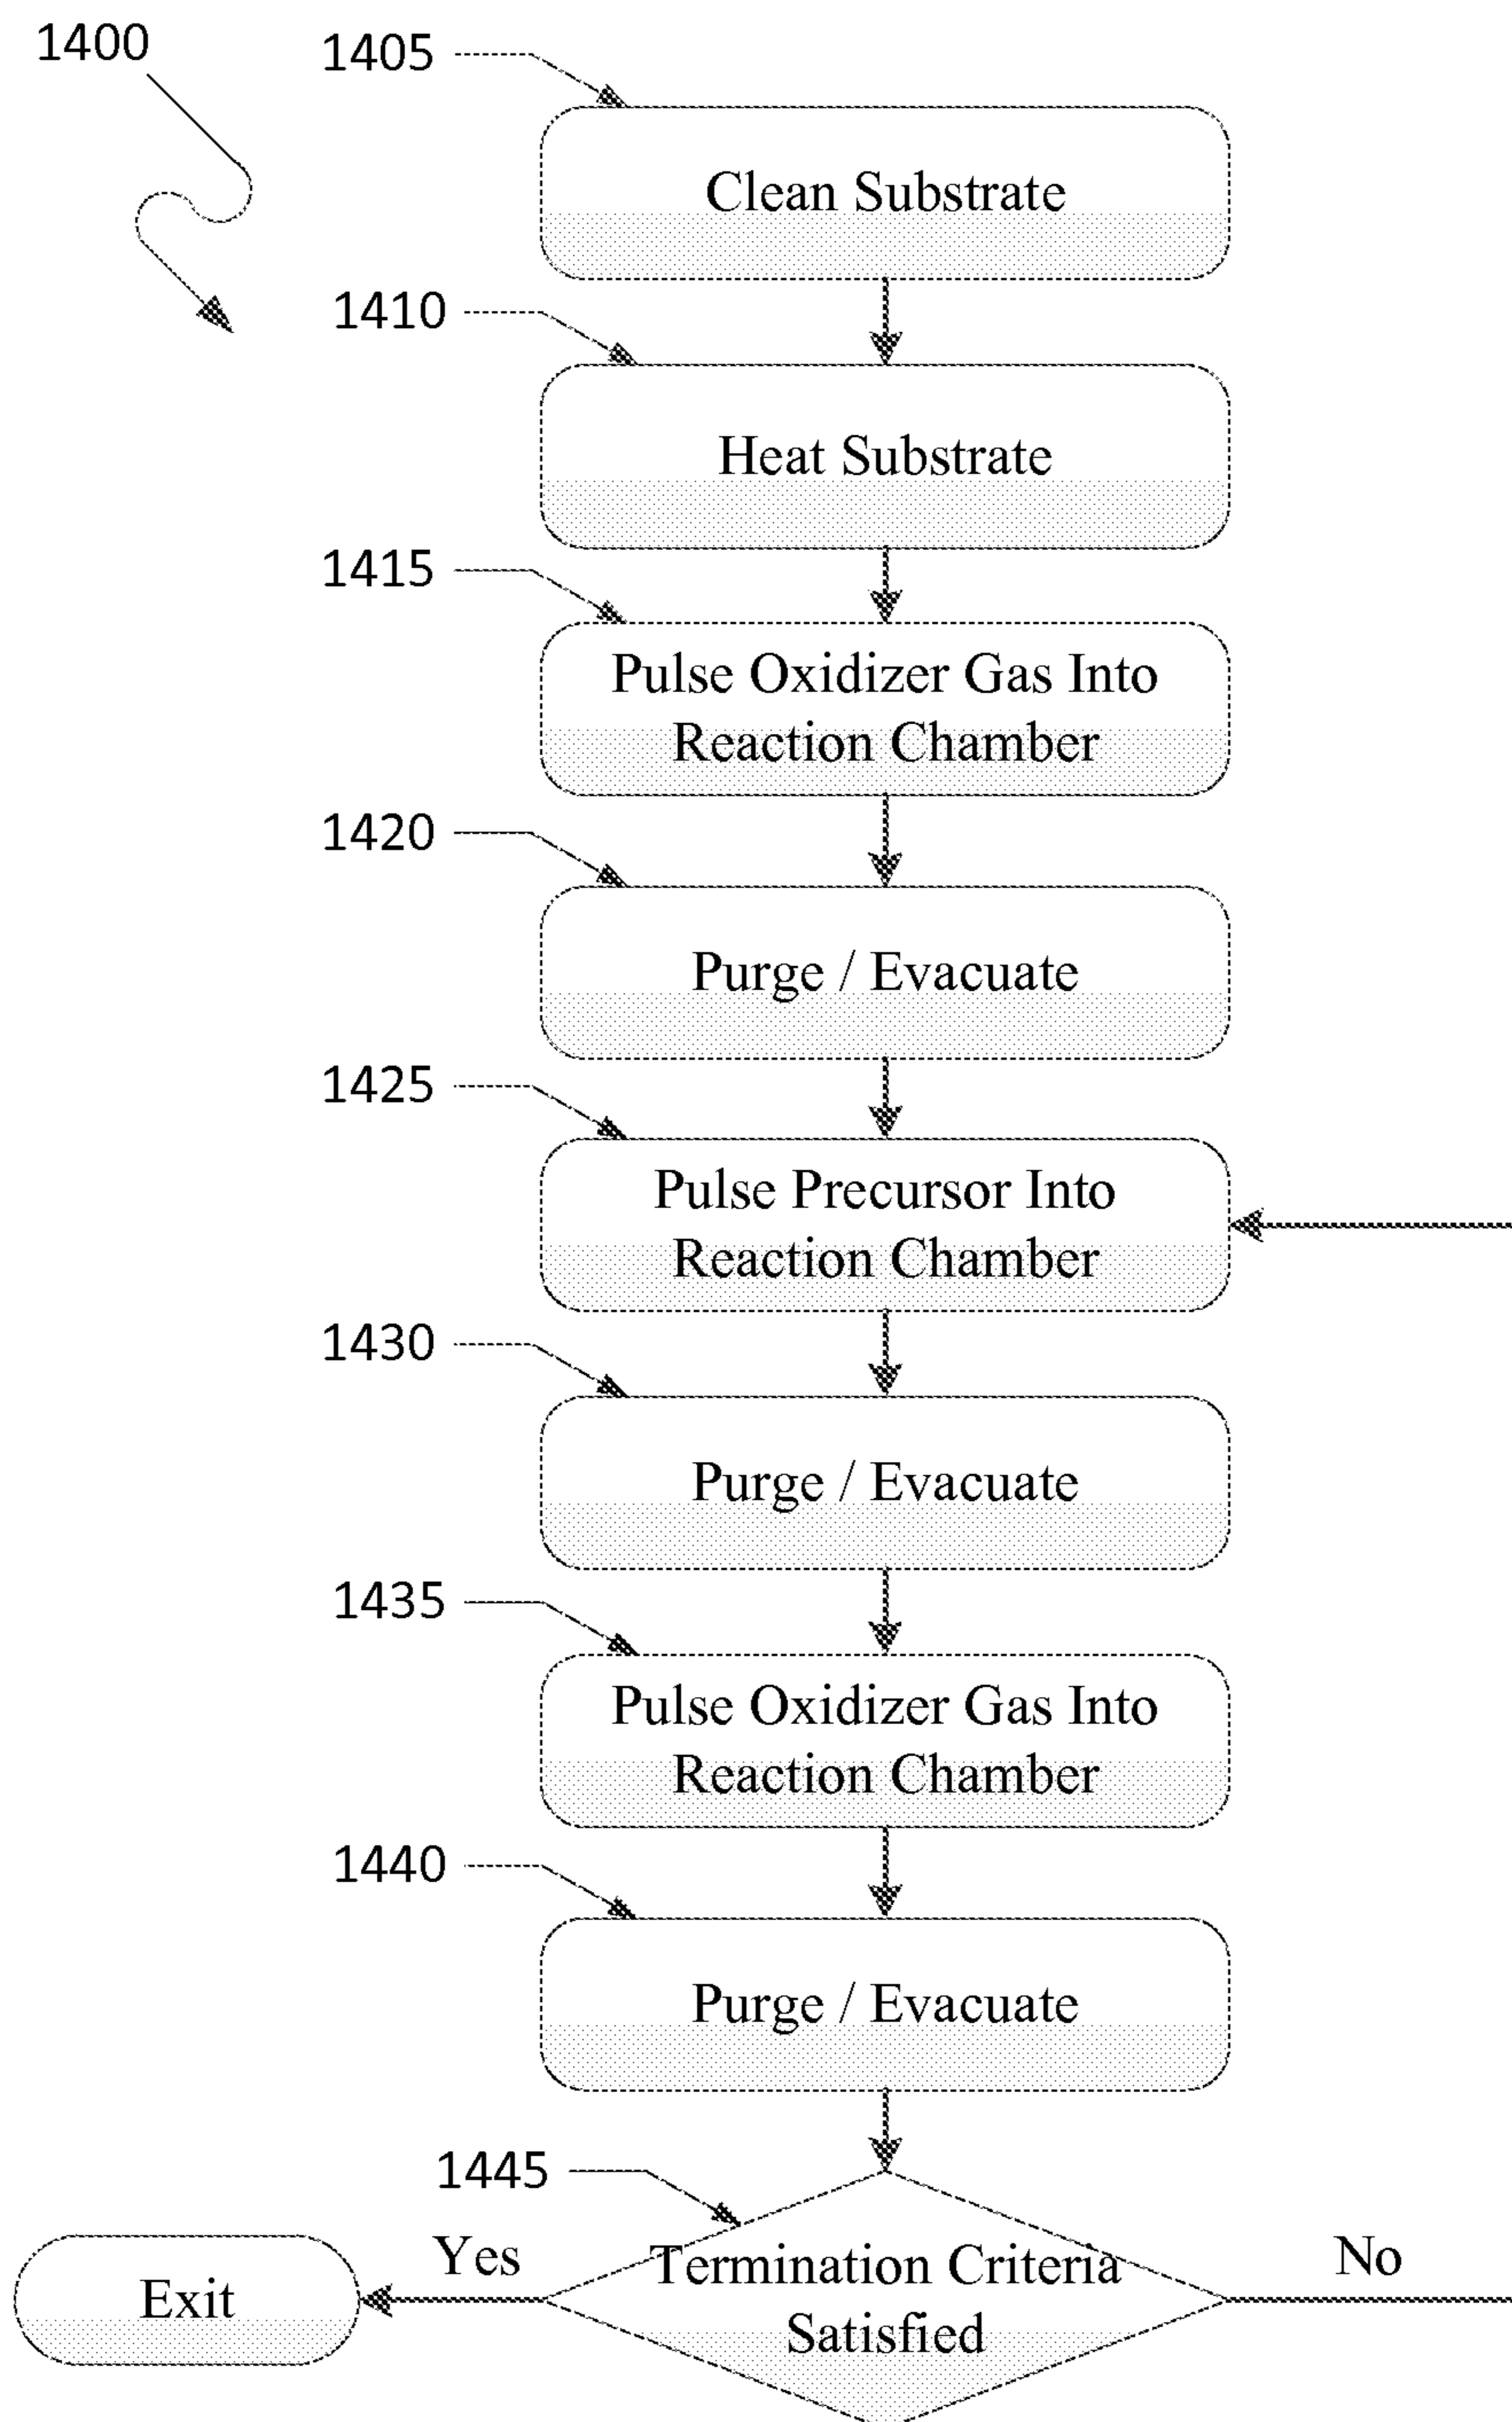 1400
1405
Clean Substrate
1410
Heat Substrate
1415
Pulse Oxidizer Gas Into
Reaction Chamber
1420
Purge / Evacuate
1425
Pulse Precursor Into
Reaction Chamber
1430
Purge / Evacuate
1435
Pulse Oxidizer Gas Into
Reaction Chamber
1440
Purge / Evacuate
1445
Exit
Yes
Termination Criteria
Satisfied
No